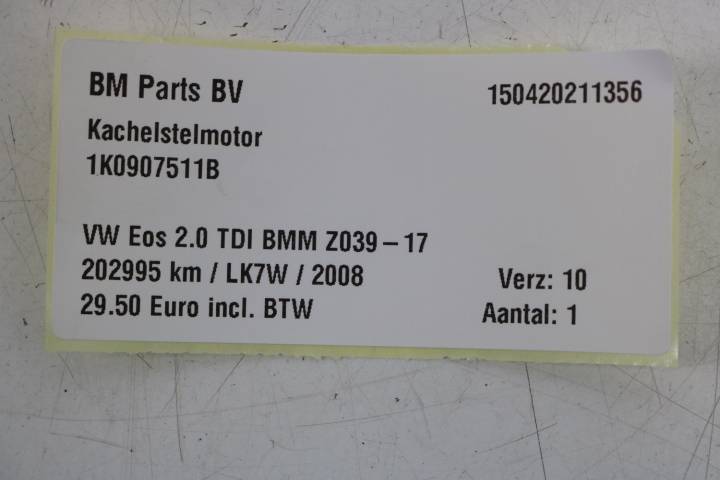 BM Parts BV 150420211356
Kachelstelmotor
1K0907511B
VW Eos 2.0 TDI BMM Z039-17
202995 km / LK7W / 2008 Verz: 10
29.50 Euro incl. BTW Aantal: 1